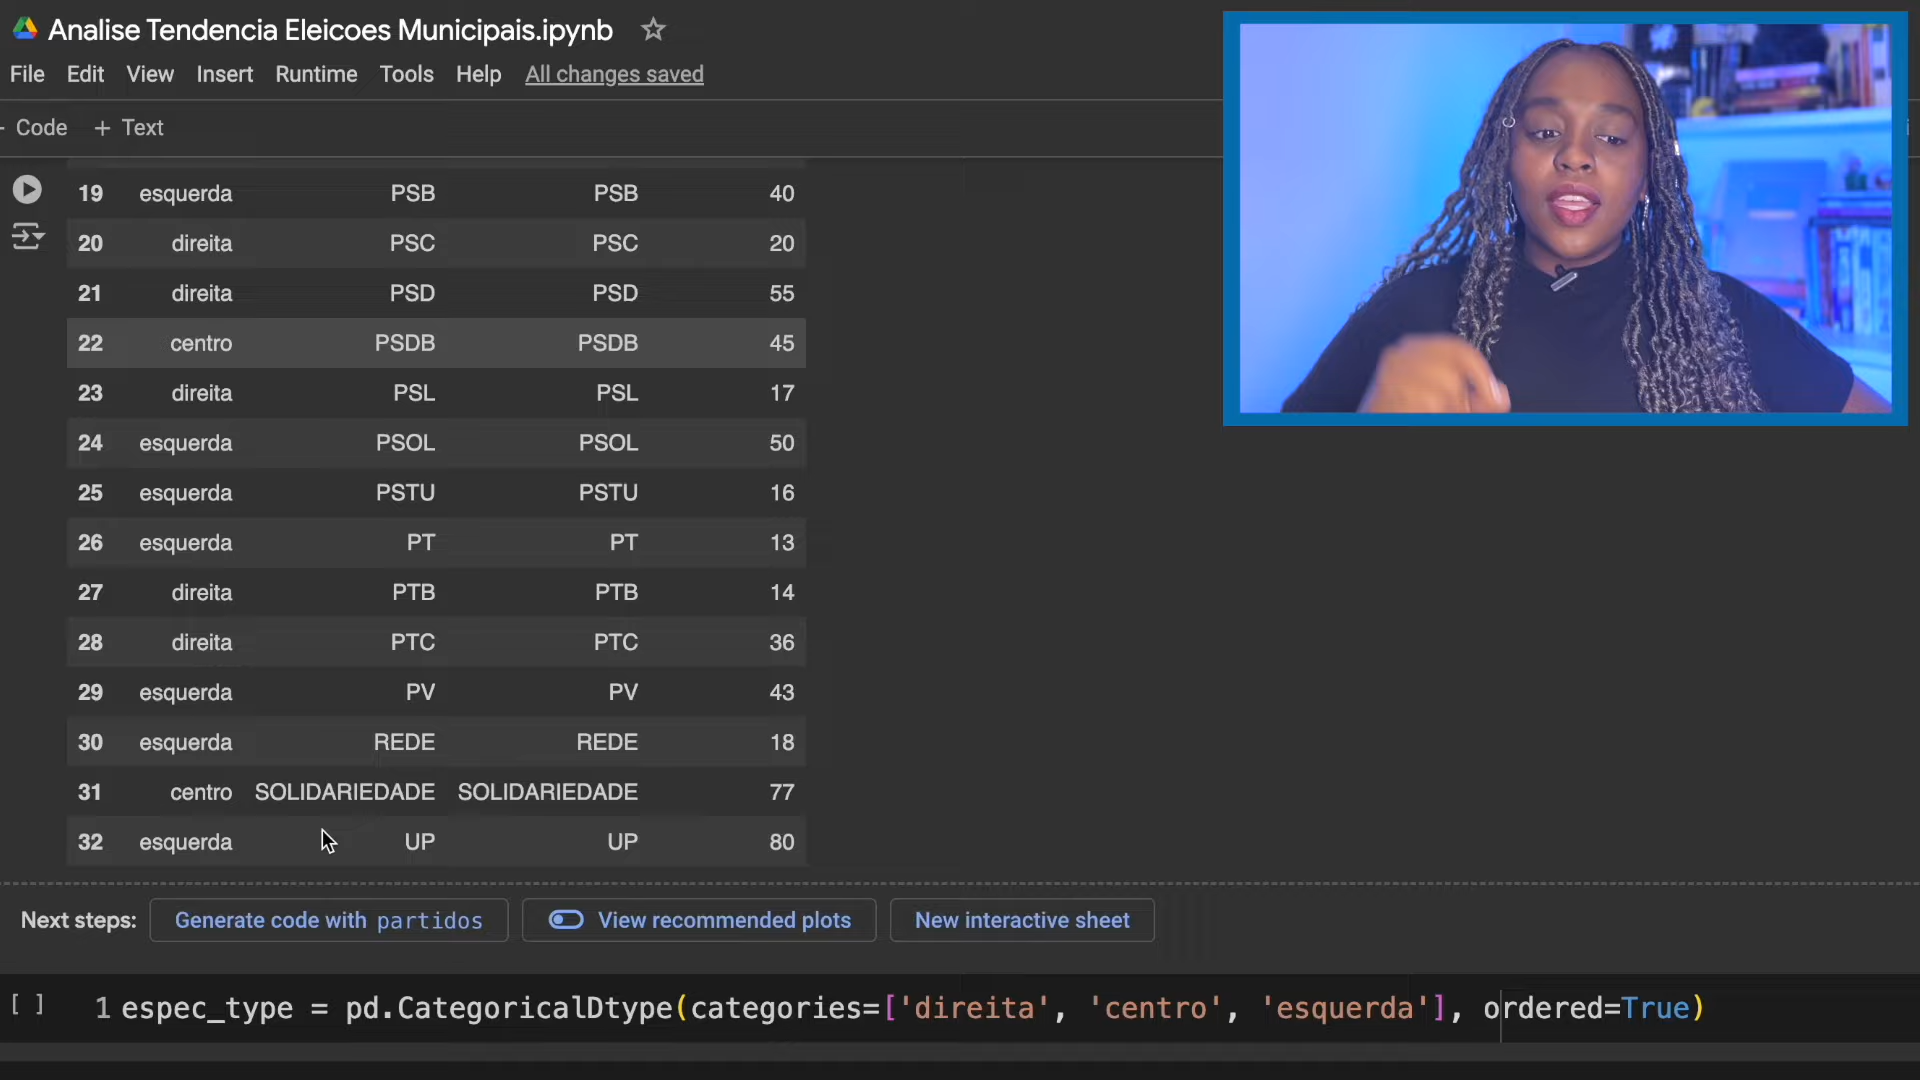 Analise Tendencia Eleicoes Municipais.ipynb
File Edit View Insert Runtime Tools Help All changes saved
Code + Text
19 esquerda PSB PSB 40
20 direita PSC PSC 20
21 direita PSD PSD 55
22 centro PSDB PSDB 45
23 direita PSL PSL 17
24 esquerda PSOL PSOL 50
25 esquerda PSTU PSTU 16
26 esquerda PT PT 13
27 direita PTB PTB 14
28 direita PTC PTC 36
29 esquerda PV PV 43
30 esquerda REDE REDE 18
31 centro SOLIDARIEDADE SOLIDARIEDADE 77
32 esquerda UP UP 80
Next steps: Generate code with partidos View recommended plots New interactive sheet
[ ] 1 espec_type = pd.CategoricalDtype(categories=['direita', 'centro', 'esquerda'], ordered=True)